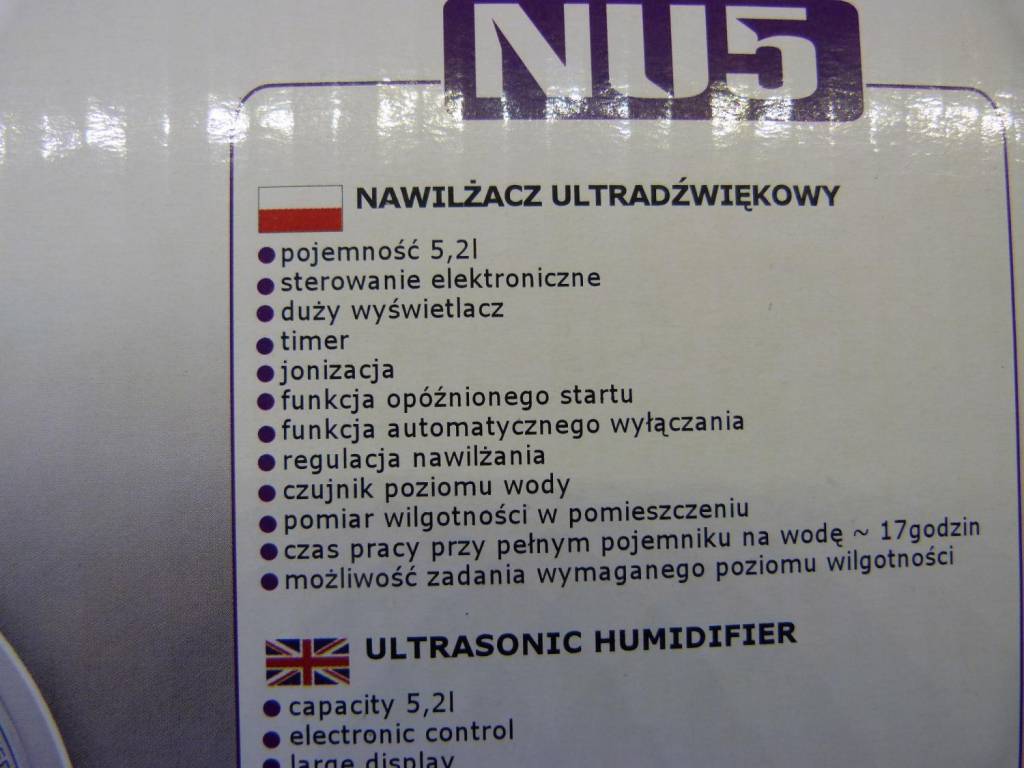 NU5
NAWILŻACZ ULTRADŹWIĘKOWY
● pojemność 5,2l
● sterowanie elektroniczne
● duży wyświetlacz
● timer
● jonizacja
● funkcja opóźnionego startu
● funkcja automatycznego wyłączania
● regulacja nawilżania
● czujnik poziomu wody
● pomiar wilgotności w pomieszczeniu
● czas pracy przy pełnym pojemniku na wodę ~ 17godzin
● możliwość zadania wymaganego poziomu wilgotności
ULTRASONIC HUMIDIFIER
● capacity 5,2l
● electronic control
● large display